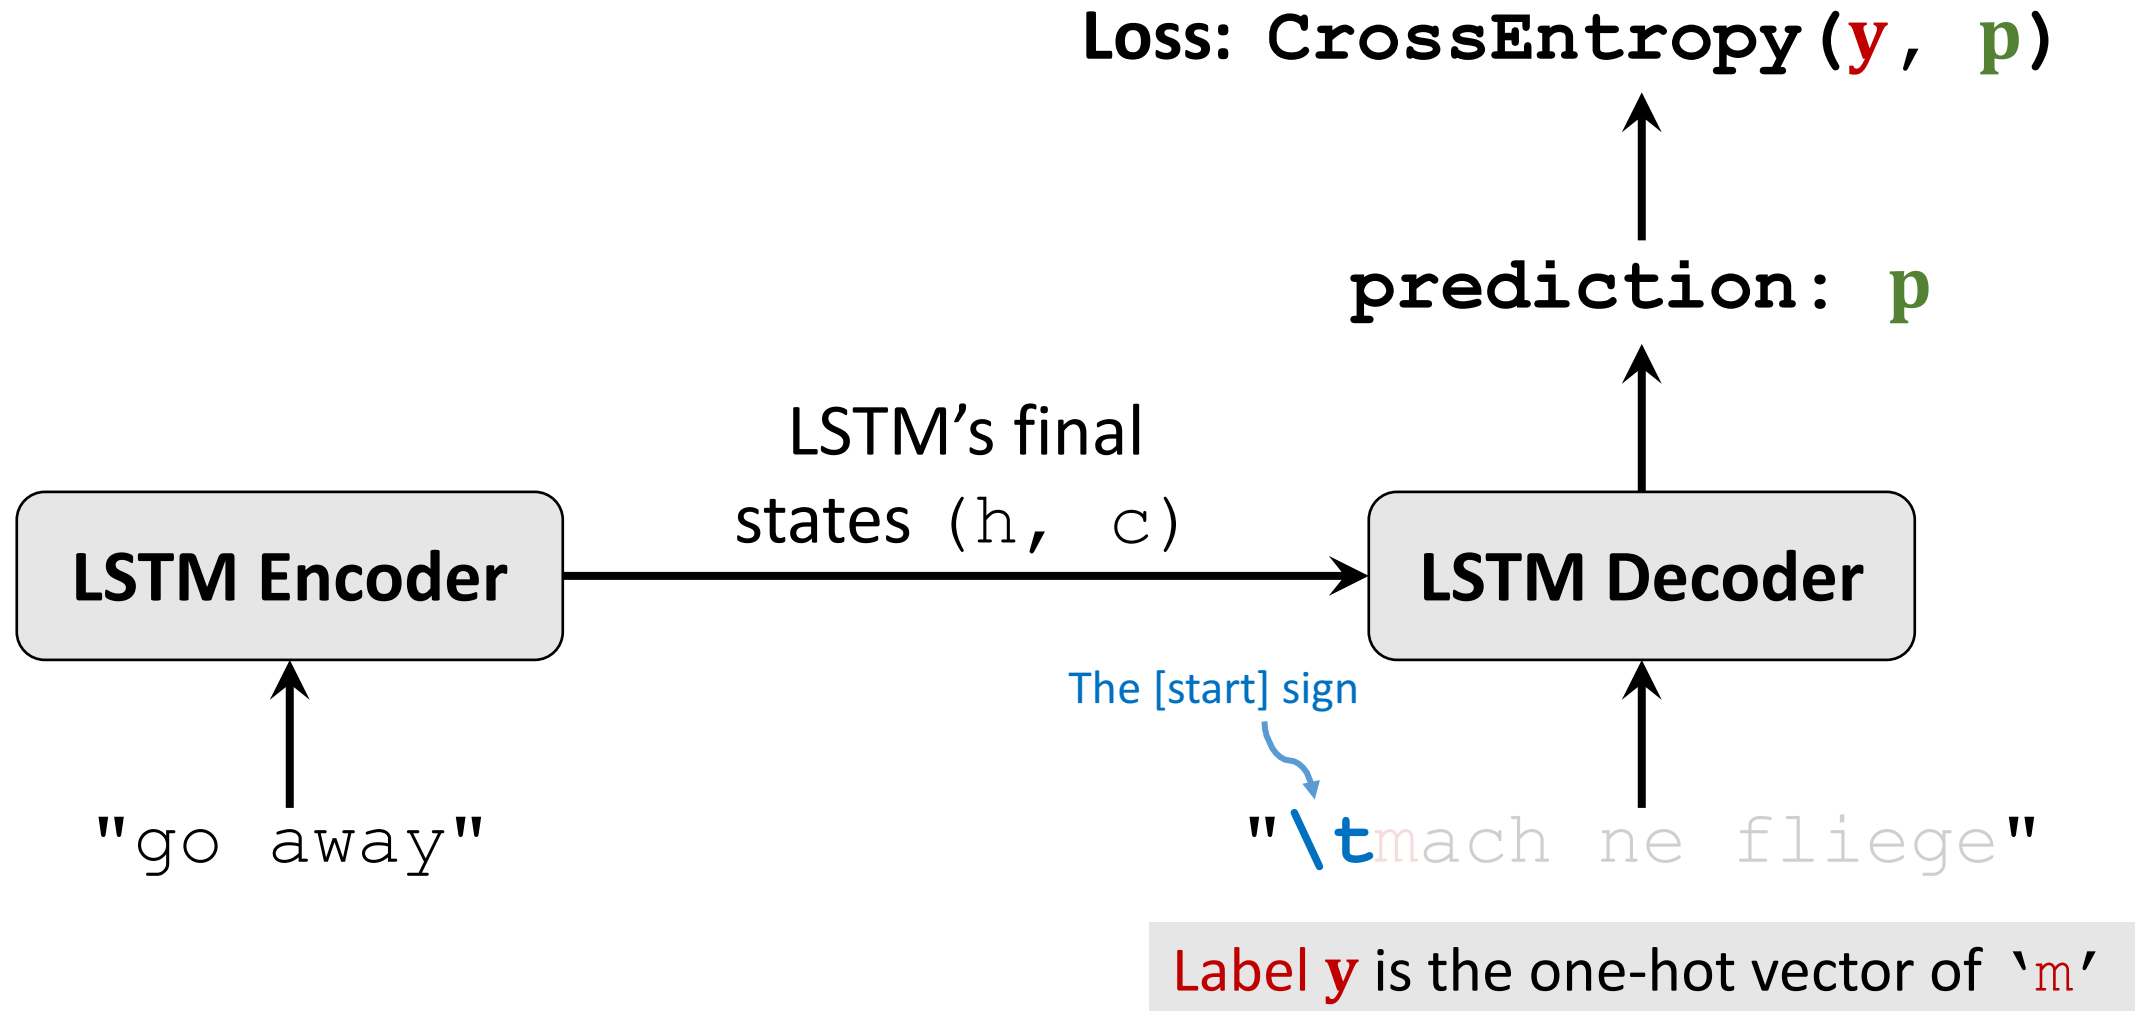 Loss: CrossEntropy(y, p)
prediction: p
LSTM’s final
states (h, c)
LSTM Encoder
LSTM Decoder
The [start] sign
"go away"
"\tmach ne fliege"
Label y is the one-hot vector of ‘m’